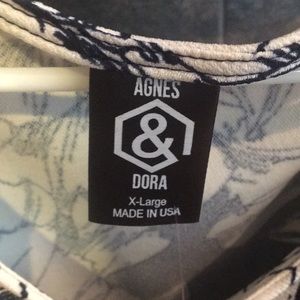 AGNES
&
DORA
X-Large
MADE IN USA